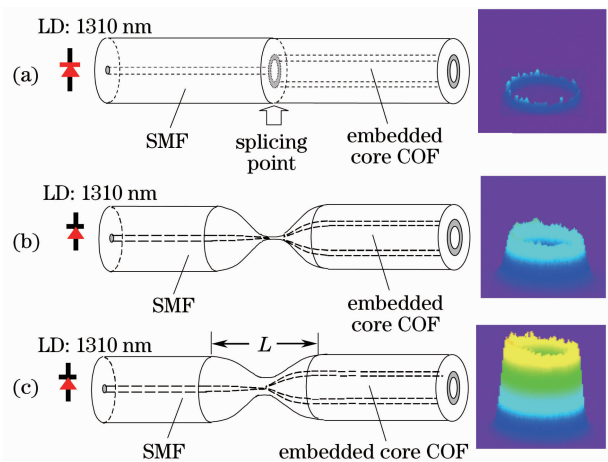 LD: 1310 nm
(a)
SMF
splicing
point
embedded
core COF
LD: 1310 nm
(b)
SMF
embedded
core COF
LD: 1310 nm
L
(c)
SMF
embedded core COF